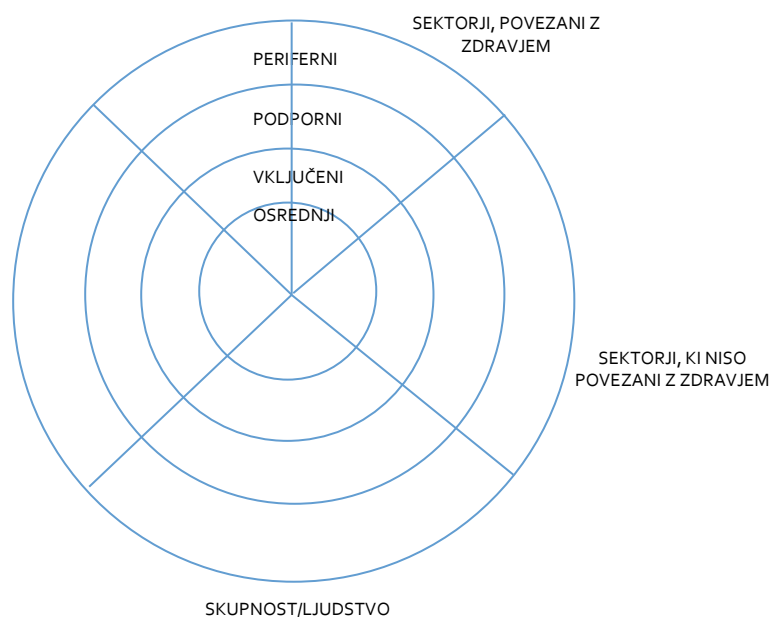 SEKTORJI, POVEZANI Z
ZDRAVJEM
PERIFERNI
PODPORNI
VKLJUČENI
OSREDNJI
SEKTORJI, KI NISO
POVEZANI Z ZDRAVJEM
SKUPNOST/LJUDSTVO